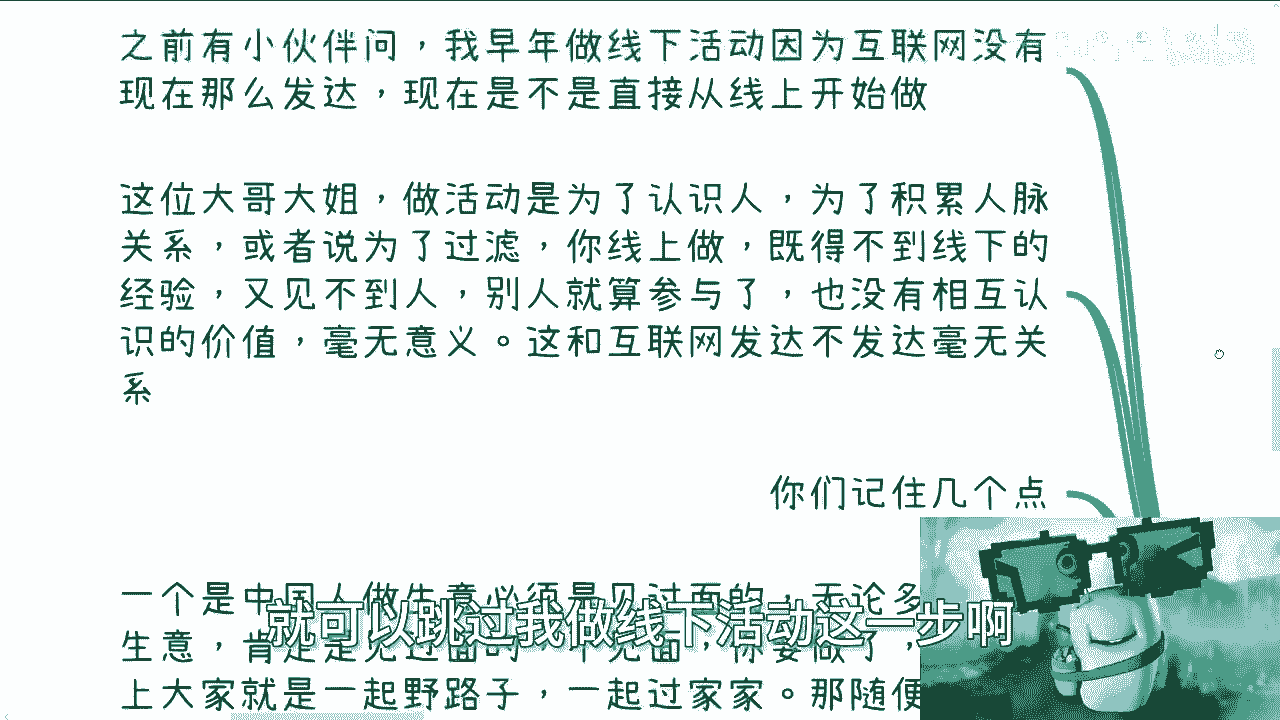 之前有小伙伴问，我早年做线下活动因为互联网没有
现在那么发达，现在是不是直接从线上开始做
这位大哥大姐，做活动是为了认识人，为了积累人脉
关系，或者说为了过滤，你线上做，既得不到线下的
经验，又见不到人，别人就算参与了，也没有相互认
识的价值，毫无意义。这和互联网发达不发达毫无关
系
你们记住几个点
一个是中国人做生意必须是见过面的，无论多
就可以跳过我做线下活动这一步啊
生意，肯定是见过面的
上大家就是一起野路子，一起过家家。那随便